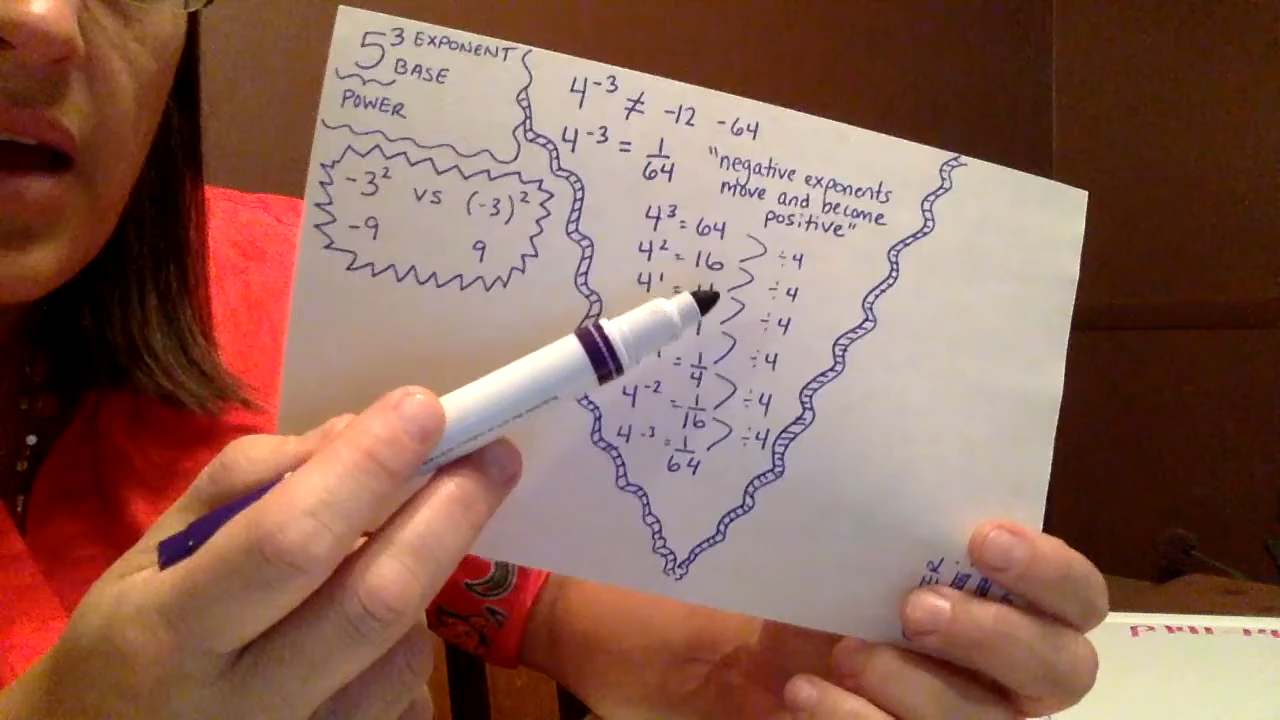 5³ EXPONENT
BASE
POWER
-3² vs (-3)²
-9 9
4⁻³ ≠ -12 -64
4⁻³ = 1/64
"negative exponents
move and become
positive"
4³ = 64
4² = 16 ÷4
4¹ = ÷4
1 ÷4
= 1/4 ÷4
4⁻² = 1/16 ÷4
4⁻³ = 1/64 ÷4